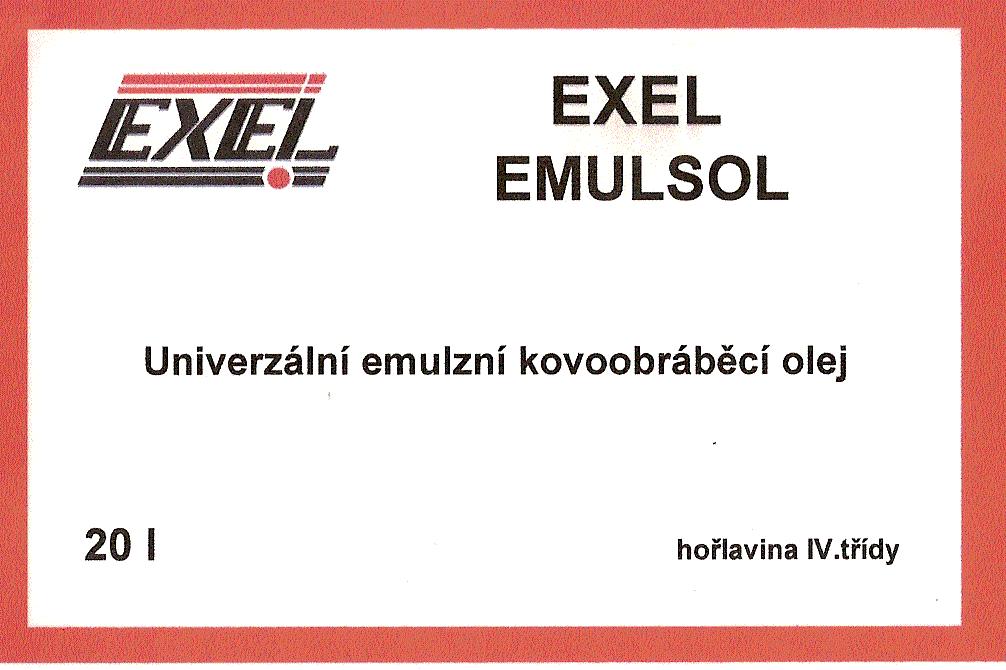 EXEL
EXEL
EMULSOL
Univerzální emulzní kovoobráběcí olej
20 l
hořlavina IV.třídy